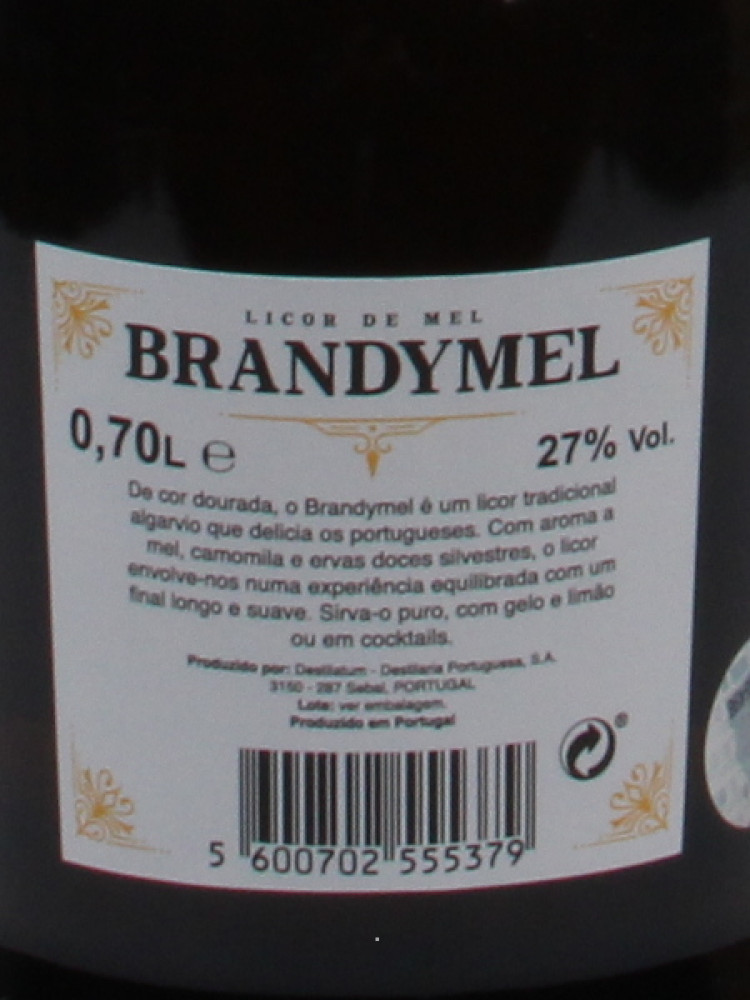 LICOR DE MEL
BRANDYMEL
0,70L ℮
27% Vol.
De cor dourada, o Brandymel é um licor tradicional
algarvio que delicia os portugueses. Com aroma a
mel, camomila e ervas doces silvestres, o licor
envolve-nos numa experiência equilibrada com um
final longo e suave. Sirva-o puro, com gelo e limão
ou em cocktails.
Produzido por: Destillatum - Destilaria Portuguesa, S.A.
3150 - 287 Sebal, PORTUGAL
Lote: ver embalagem.
Produzido em Portugal
®
5 600702 555379